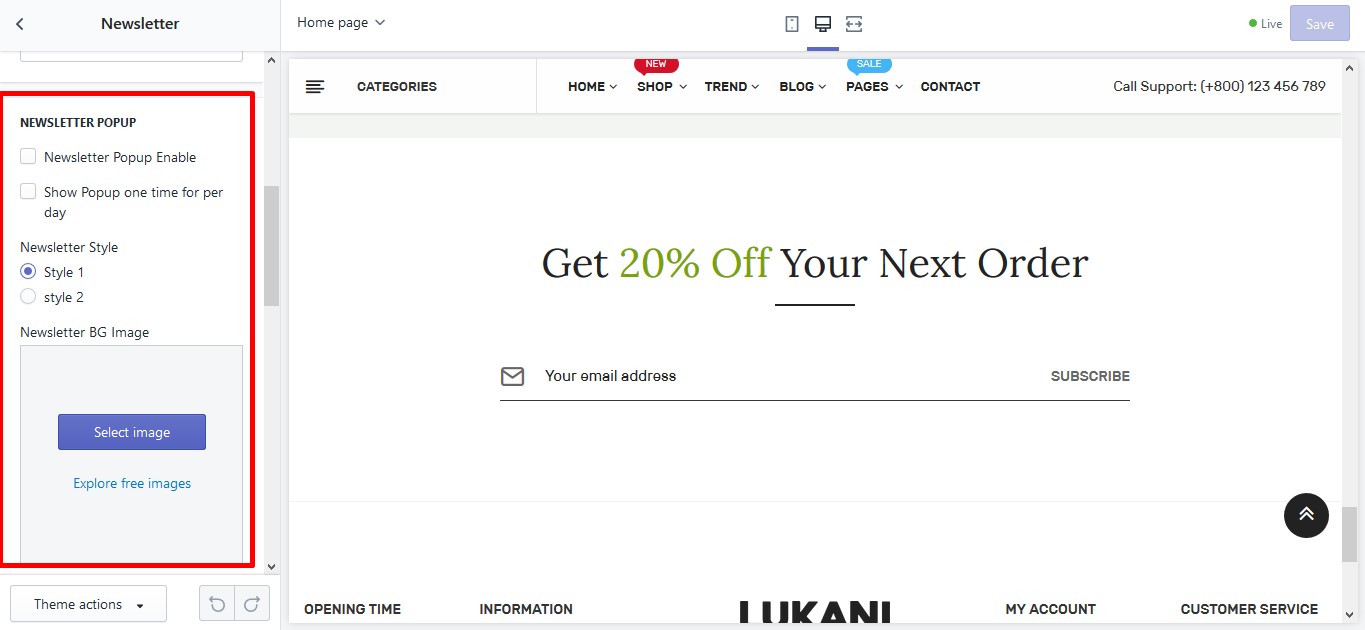 Newsletter
Home page
Live
Save
NEWSLETTER POPUP
Newsletter Popup Enable
Show Popup one time for per
day
Newsletter Style
Style 1
style 2
Newsletter BG Image
Select image
Explore free images
Theme actions
NEW
SALE
CATEGORIES
HOME
SHOP
TREND
BLOG
PAGES
CONTACT
Call Support: (+800) 123 456 789
Get 20% Off Your Next Order
Your email address
SUBSCRIBE
OPENING TIME
INFORMATION
LUKANI
MY ACCOUNT
CUSTOMER SERVICE